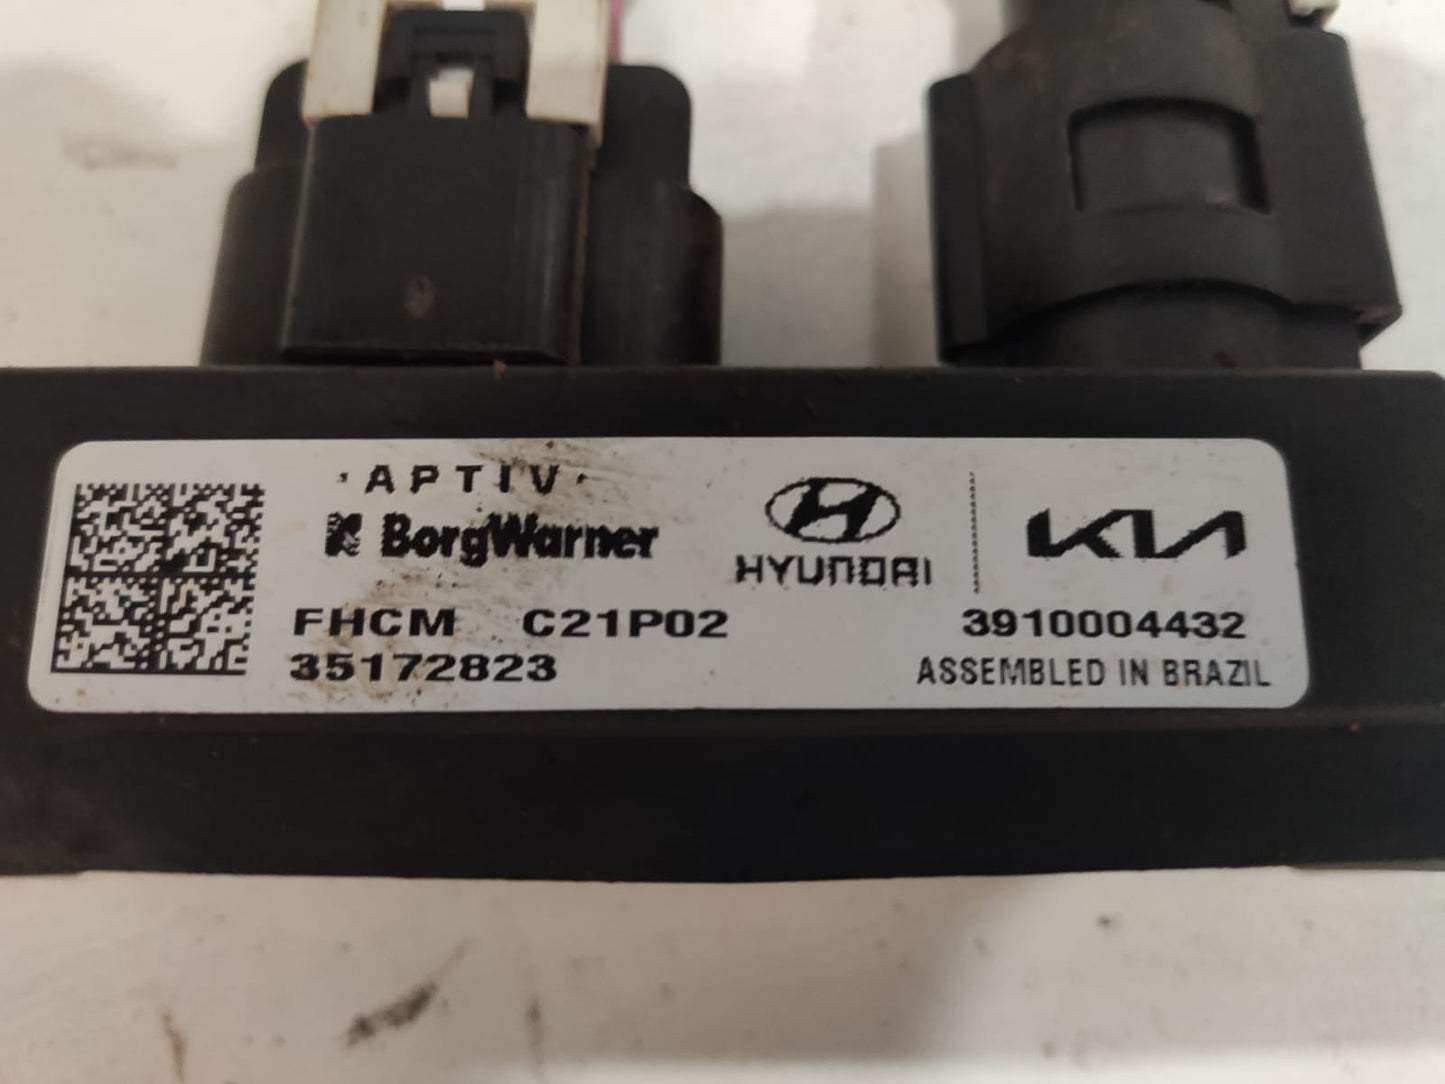 APTIV
BorgWarner
HYUNDAI
KIA
FHCM C21P02
3910004432
35172823
ASSEMBLED IN BRAZIL